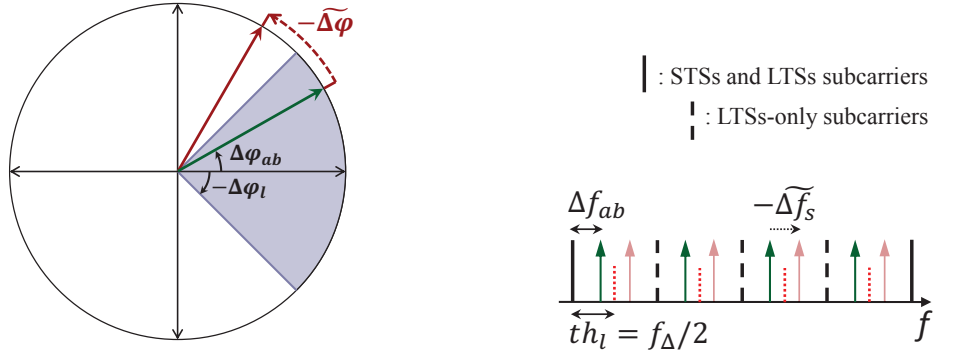 −Δφ̃
Δφ_ab
−Δφ_l
: STSs and LTSs subcarriers
: LTSs-only subcarriers
Δf_ab
−Δf̃_s
th_l = f_Δ/2
f